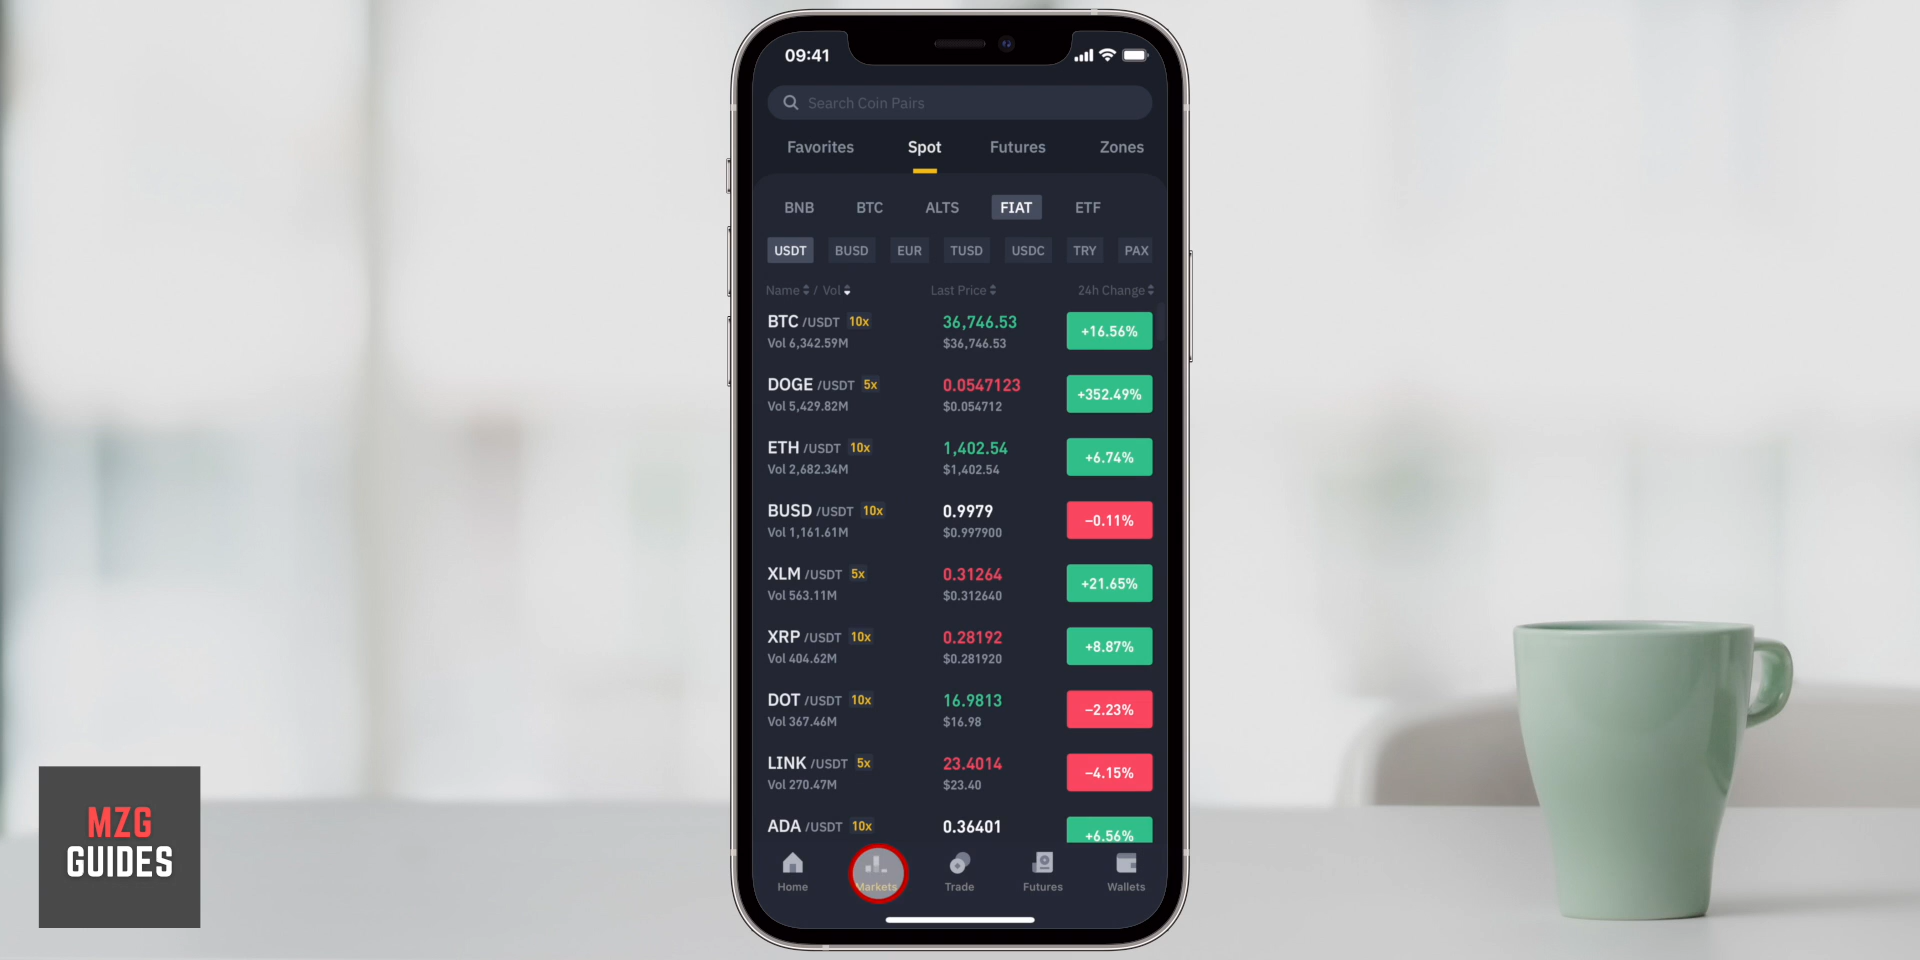 09:41
Search Coin Pairs
Favorites Spot Futures Zones
BNB BTC ALTS FIAT ETF
USDT BUSD EUR TUSD USDC TRY PAX
Name / Vol Last Price 24h Change
BTC /USDT 10x 36,746.53 +16.56%
Vol 6,342.59M $36,746.53
DOGE /USDT 5x 0.0547123 +352.49%
Vol 5,429.82M $0.054712
ETH /USDT 10x 1,402.54 +6.74%
Vol 2,682.34M $1,402.54
BUSD /USDT 10x 0.9979 -0.11%
Vol 1,161.61M $0.997900
XLM /USDT 5x 0.31264 +21.65%
Vol 563.11M $0.312640
XRP /USDT 10x 0.28192 +8.87%
Vol 404.62M $0.281920
DOT /USDT 10x 16.9813 -2.23%
Vol 367.46M $16.98
LINK /USDT 5x 23.4014 -4.15%
Vol 270.47M $23.40
ADA /USDT 10x 0.36401 +6.56%
Home Markets Trade Futures Wallets
MZG
GUIDES